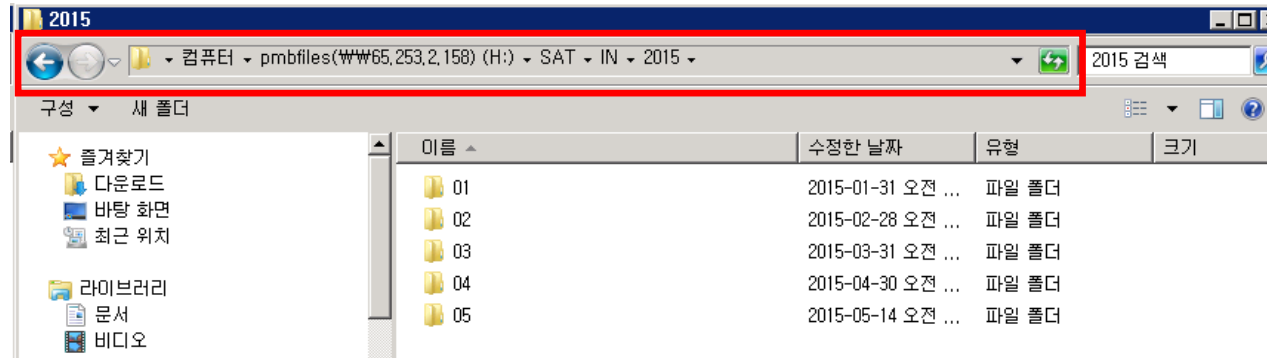 2015
컴퓨터 pmbfiles(₩₩65,253,2,158) (H:) SAT IN 2015
2015 검색
구성 새 폴더
즐겨찾기
다운로드
바탕 화면
최근 위치
라이브러리
문서
비디오
이름 수정한 날짜 유형 크기
01 2015-01-31 오전 ... 파일 폴더
02 2015-02-28 오전 ... 파일 폴더
03 2015-03-31 오전 ... 파일 폴더
04 2015-04-30 오전 ... 파일 폴더
05 2015-05-14 오전 ... 파일 폴더